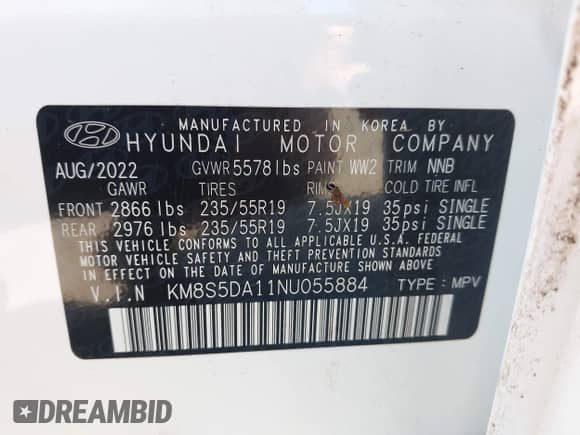 MANUFACTURED IN KOREA BY
HYUNDAI MOTOR COMPANY
AUG/2022 GVWR 5578 lbs PAINT WW2 TRIM NNB
GAWR TIRES RIMS COLD TIRE INFL
FRONT 2866 lbs 235/55R19 7.5JX19 35psi SINGLE
REAR 2976 lbs 235/55R19 7.5JX19 35psi SINGLE
THIS VEHICLE CONFORMS TO ALL APPLICABLE U.S.A. FEDERAL
MOTOR VEHICLE SAFETY AND THEFT PREVENTION STANDARDS
IN EFFECT ON THE DATE OF MANUFACTURE SHOWN ABOVE.
V.I.N KM8S5DA11NU055884 TYPE : MPV
DREAMBID